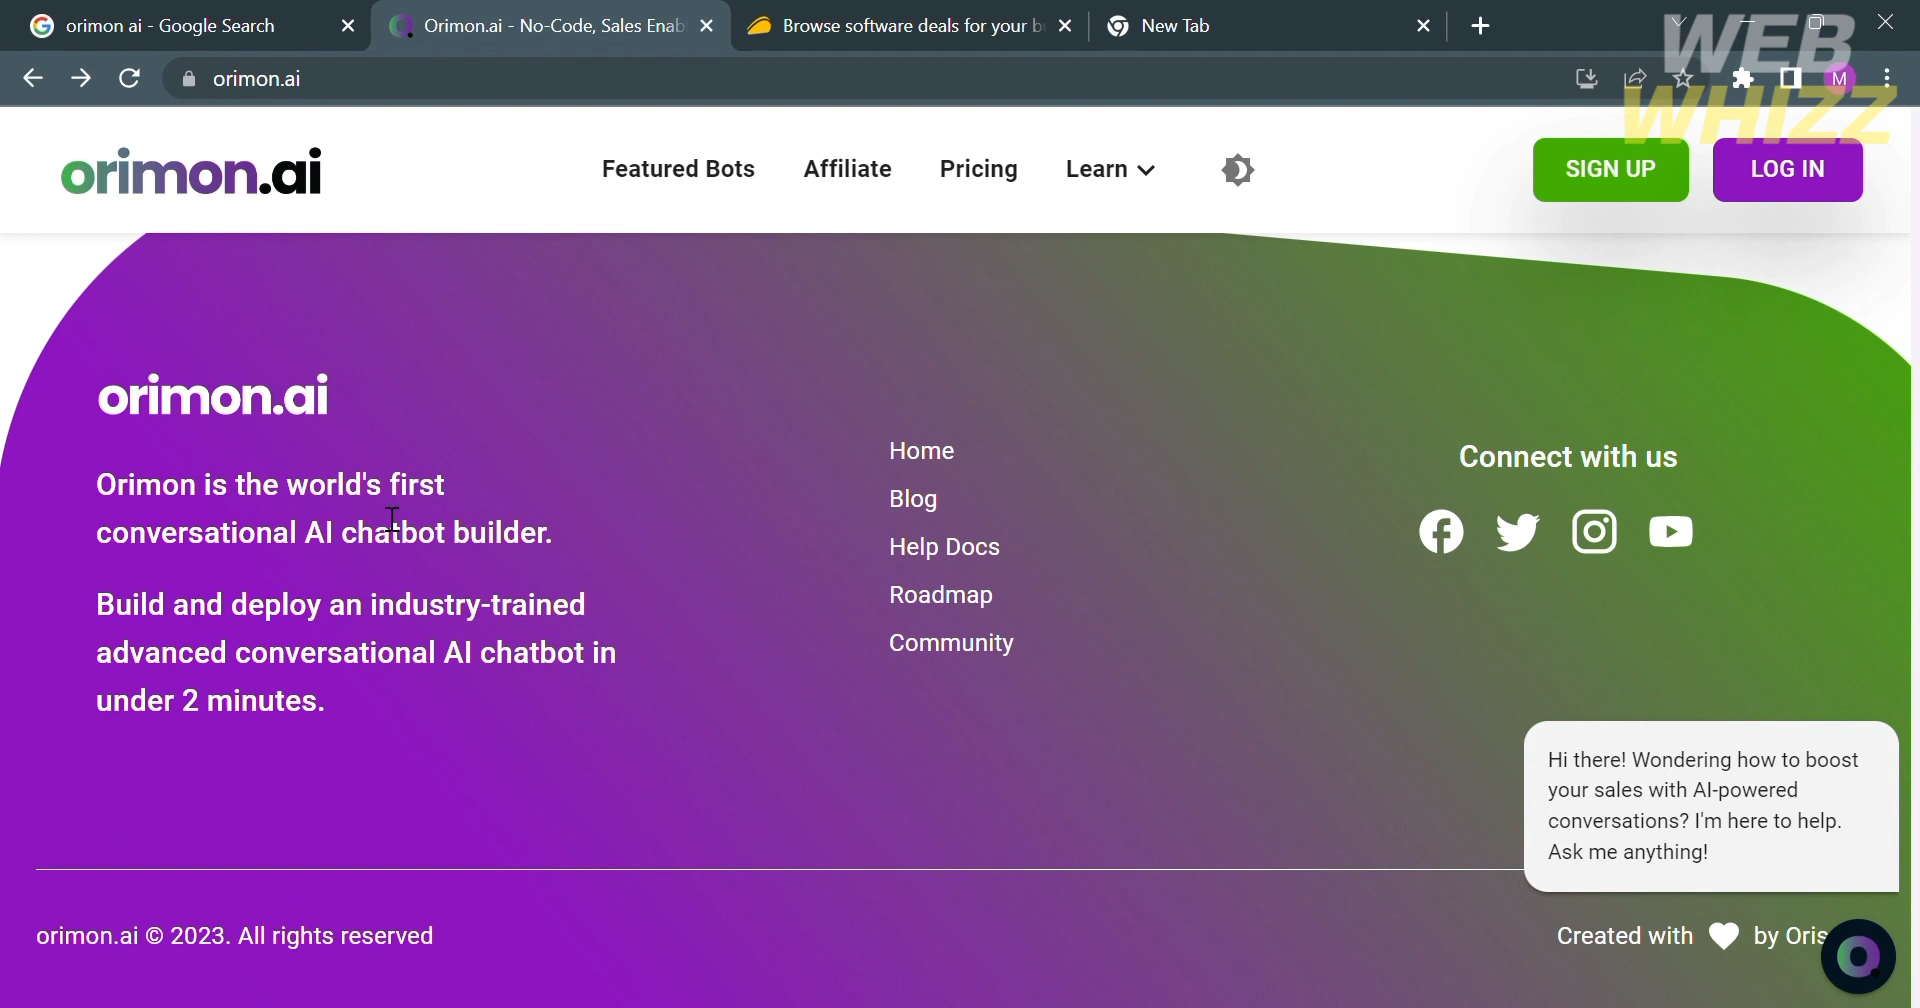 orimon ai - Google Search
Orimon.ai - No-Code, Sales Enab
Browse software deals for your b
New Tab
WEB
WHIZZ
orimon.ai
M
orimon.ai
Featured Bots
Affiliate
Pricing
Learn
SIGN UP
LOG IN
orimon.ai
Orimon is the world's first
conversational AI chatbot builder.
Build and deploy an industry-trained
advanced conversational AI chatbot in
under 2 minutes.
Home
Blog
Help Docs
Roadmap
Community
Connect with us
Hi there! Wondering how to boost
your sales with AI-powered
conversations? I'm here to help.
Ask me anything!
orimon.ai © 2023. All rights reserved
Created with by Oris